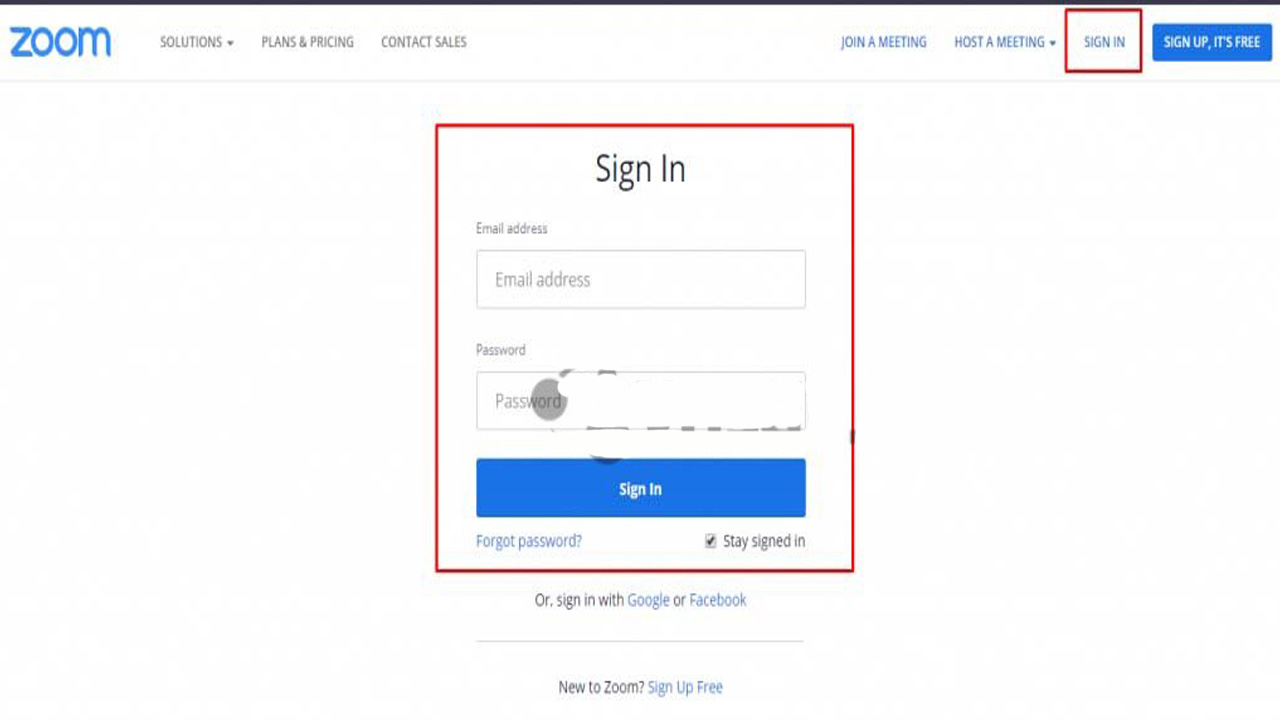 zoom SOLUTIONS PLANS & PRICING CONTACT SALES JOIN A MEETING HOST A MEETING SIGN IN SIGN UP, IT'S FREE
Sign In
Email address
Email address
Password
Password
Sign In
Forgot password? Stay signed in
Or, sign in with Google or Facebook
New to Zoom? Sign Up Free